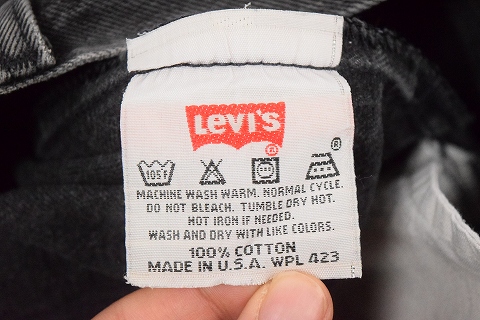 Levi's
®
®
105F
MACHINE WASH WARM. NORMAL CYCLE.
DO NOT BLEACH. TUMBLE DRY HOT.
HOT IRON IF NEEDED.
WASH AND DRY WITH LIKE COLORS.
100% COTTON
MADE IN U.S.A. WPL 423